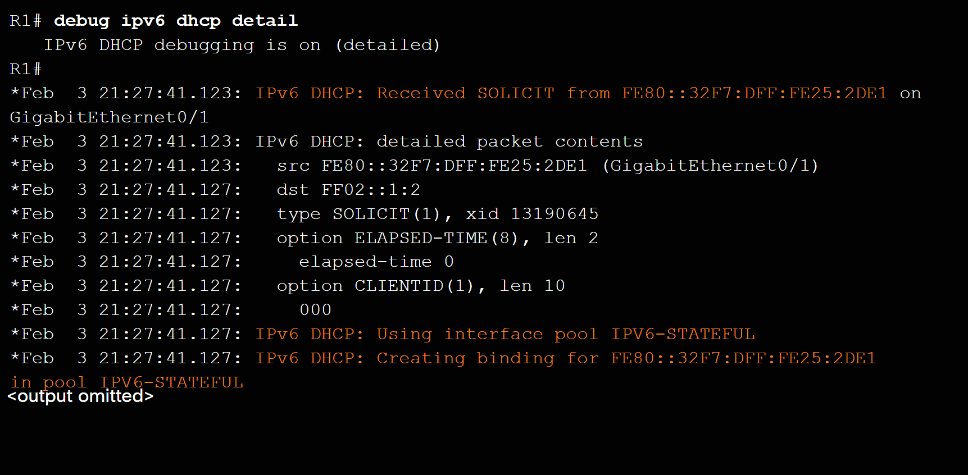 R1# debug ipv6 dhcp detail
IPv6 DHCP debugging is on (detailed)
R1#
*Feb 3 21:27:41.123: IPv6 DHCP: Received SOLICIT from FE80::32F7:DFF:FE25:2DE1 on
GigabitEthernet0/1
*Feb 3 21:27:41.123: IPv6 DHCP: detailed packet contents
*Feb 3 21:27:41.123: src FE80::32F7:DFF:FE25:2DE1 (GigabitEthernet0/1)
*Feb 3 21:27:41.127: dst FF02::1:2
*Feb 3 21:27:41.127: type SOLICIT(1), xid 13190645
*Feb 3 21:27:41.127: option ELAPSED-TIME(8), len 2
*Feb 3 21:27:41.127: elapsed-time 0
*Feb 3 21:27:41.127: option CLIENTID(1), len 10
*Feb 3 21:27:41.127: 000
*Feb 3 21:27:41.127: IPv6 DHCP: Using interface pool IPV6-STATEFUL
*Feb 3 21:27:41.127: IPv6 DHCP: Creating binding for FE80::32F7:DFF:FE25:2DE1
in pool IPV6-STATEFUL
<output omitted>